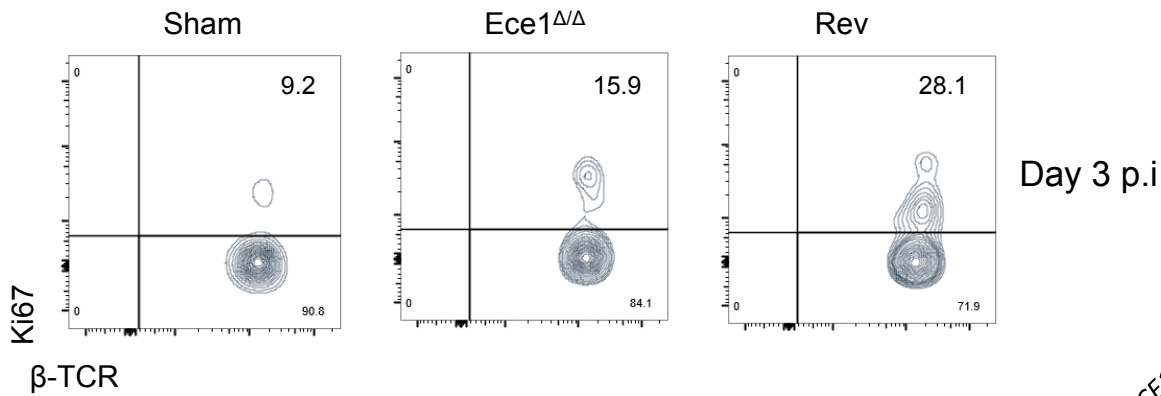 Sham Ece1Δ/Δ Rev
0 9.2 0 15.9 0 28.1
Day 3 p.i
Ki67
0 90.8 0 84.1 0 71.9
β-TCR